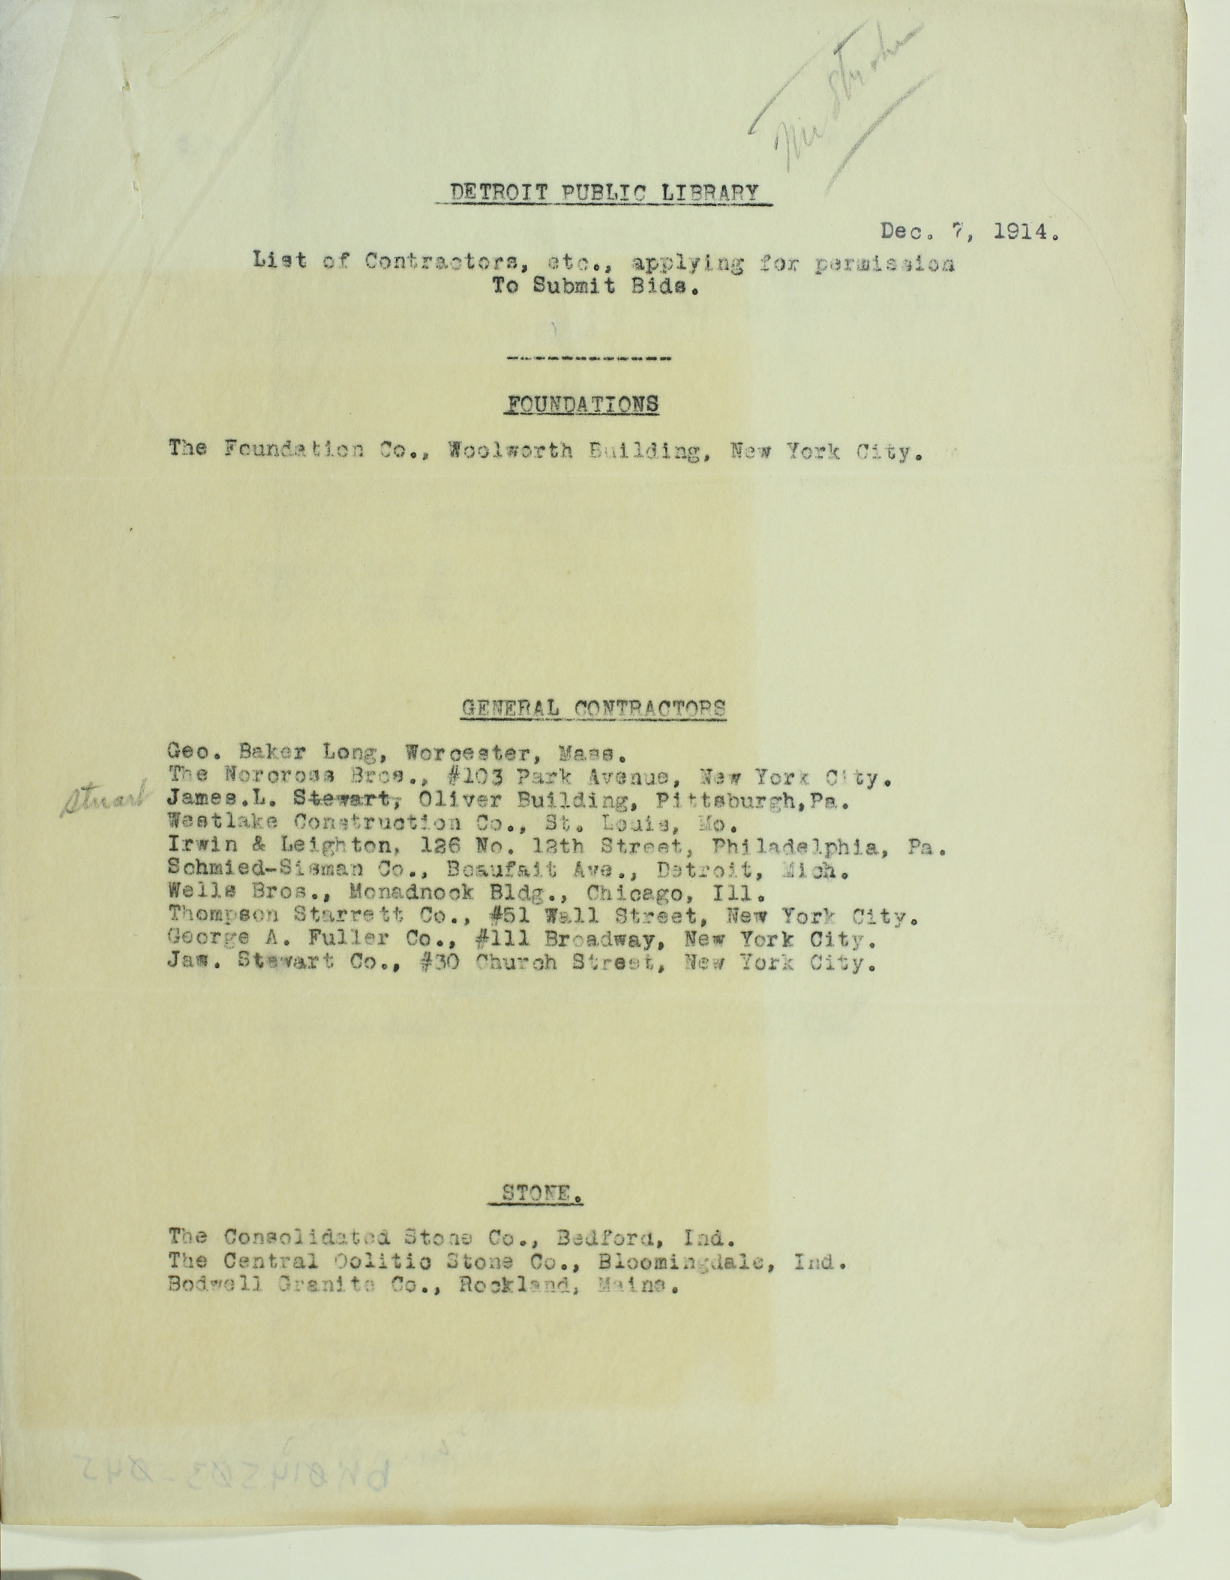 Mr Strohm
DETROIT PUBLIC LIBRARY
Dec. 7, 1914.
List of Contractors, etc., applying for permission
To Submit Bids.
-------------
FOUNDATIONS
The Foundation Co., Woolworth Building, New York City.
GENERAL CONTRACTORS
Geo. Baker Long, Worcester, Mass.
The Norcross Bros., #103 Park Avenue, New York City.
Stuart James.L. Stewart, Oliver Building, Pittsburgh,Pa.
Westlake Construction Co., St. Louis, Mo.
Irwin & Leighton, 126 No. 12th Street, Philadelphia, Pa.
Schmied-Sisman Co., Beaufait Ave., Detroit, Mich.
Wells Bros., Monadnock Bldg., Chicago, Ill.
Thompson Starrett Co., #51 Wall Street, New York City.
George A. Fuller Co., #111 Broadway, New York City.
Jas. Stewart Co., #30 Church Street, New York City.
STONE.
The Consolidated Stone Co., Bedford, Ind.
The Central Oolitic Stone Co., Bloomingdale, Ind.
Bodwell Granite Co., Rockland, Maine.